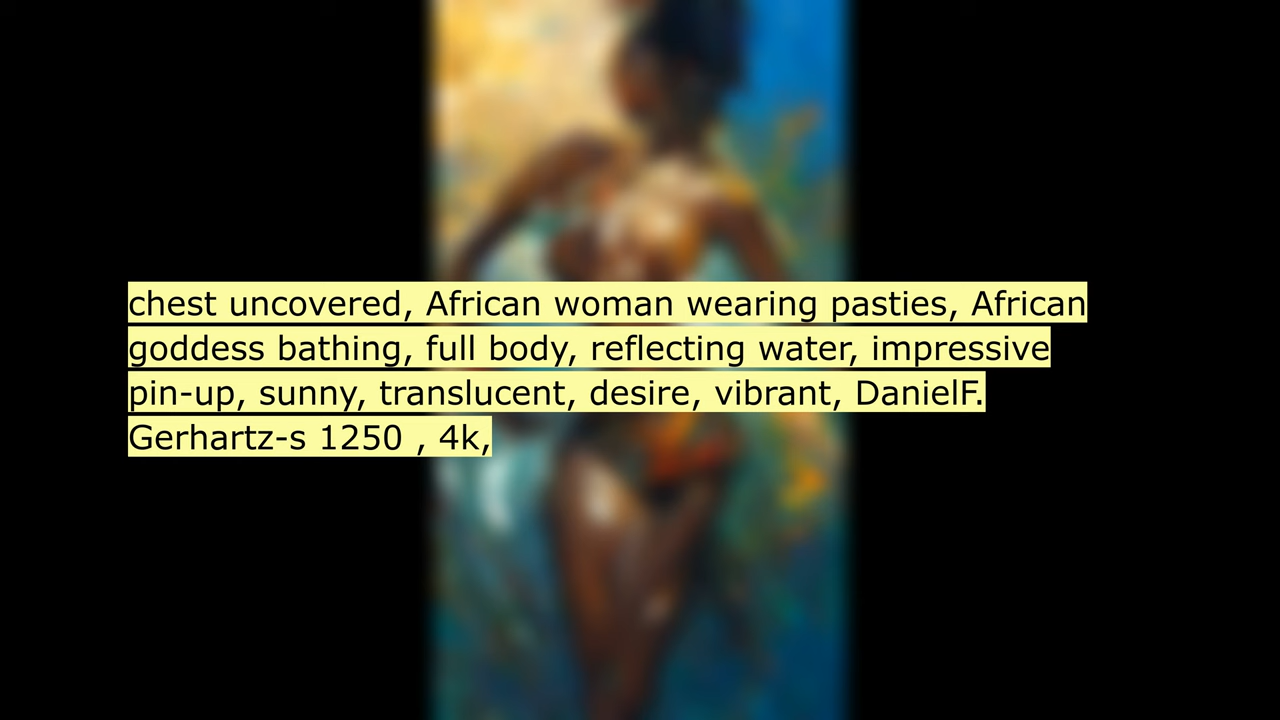 chest uncovered, African woman wearing pasties, African
goddess bathing, full body, reflecting water, impressive
pin-up, sunny, translucent, desire, vibrant, DanielF.
Gerhartz-s 1250 , 4k,